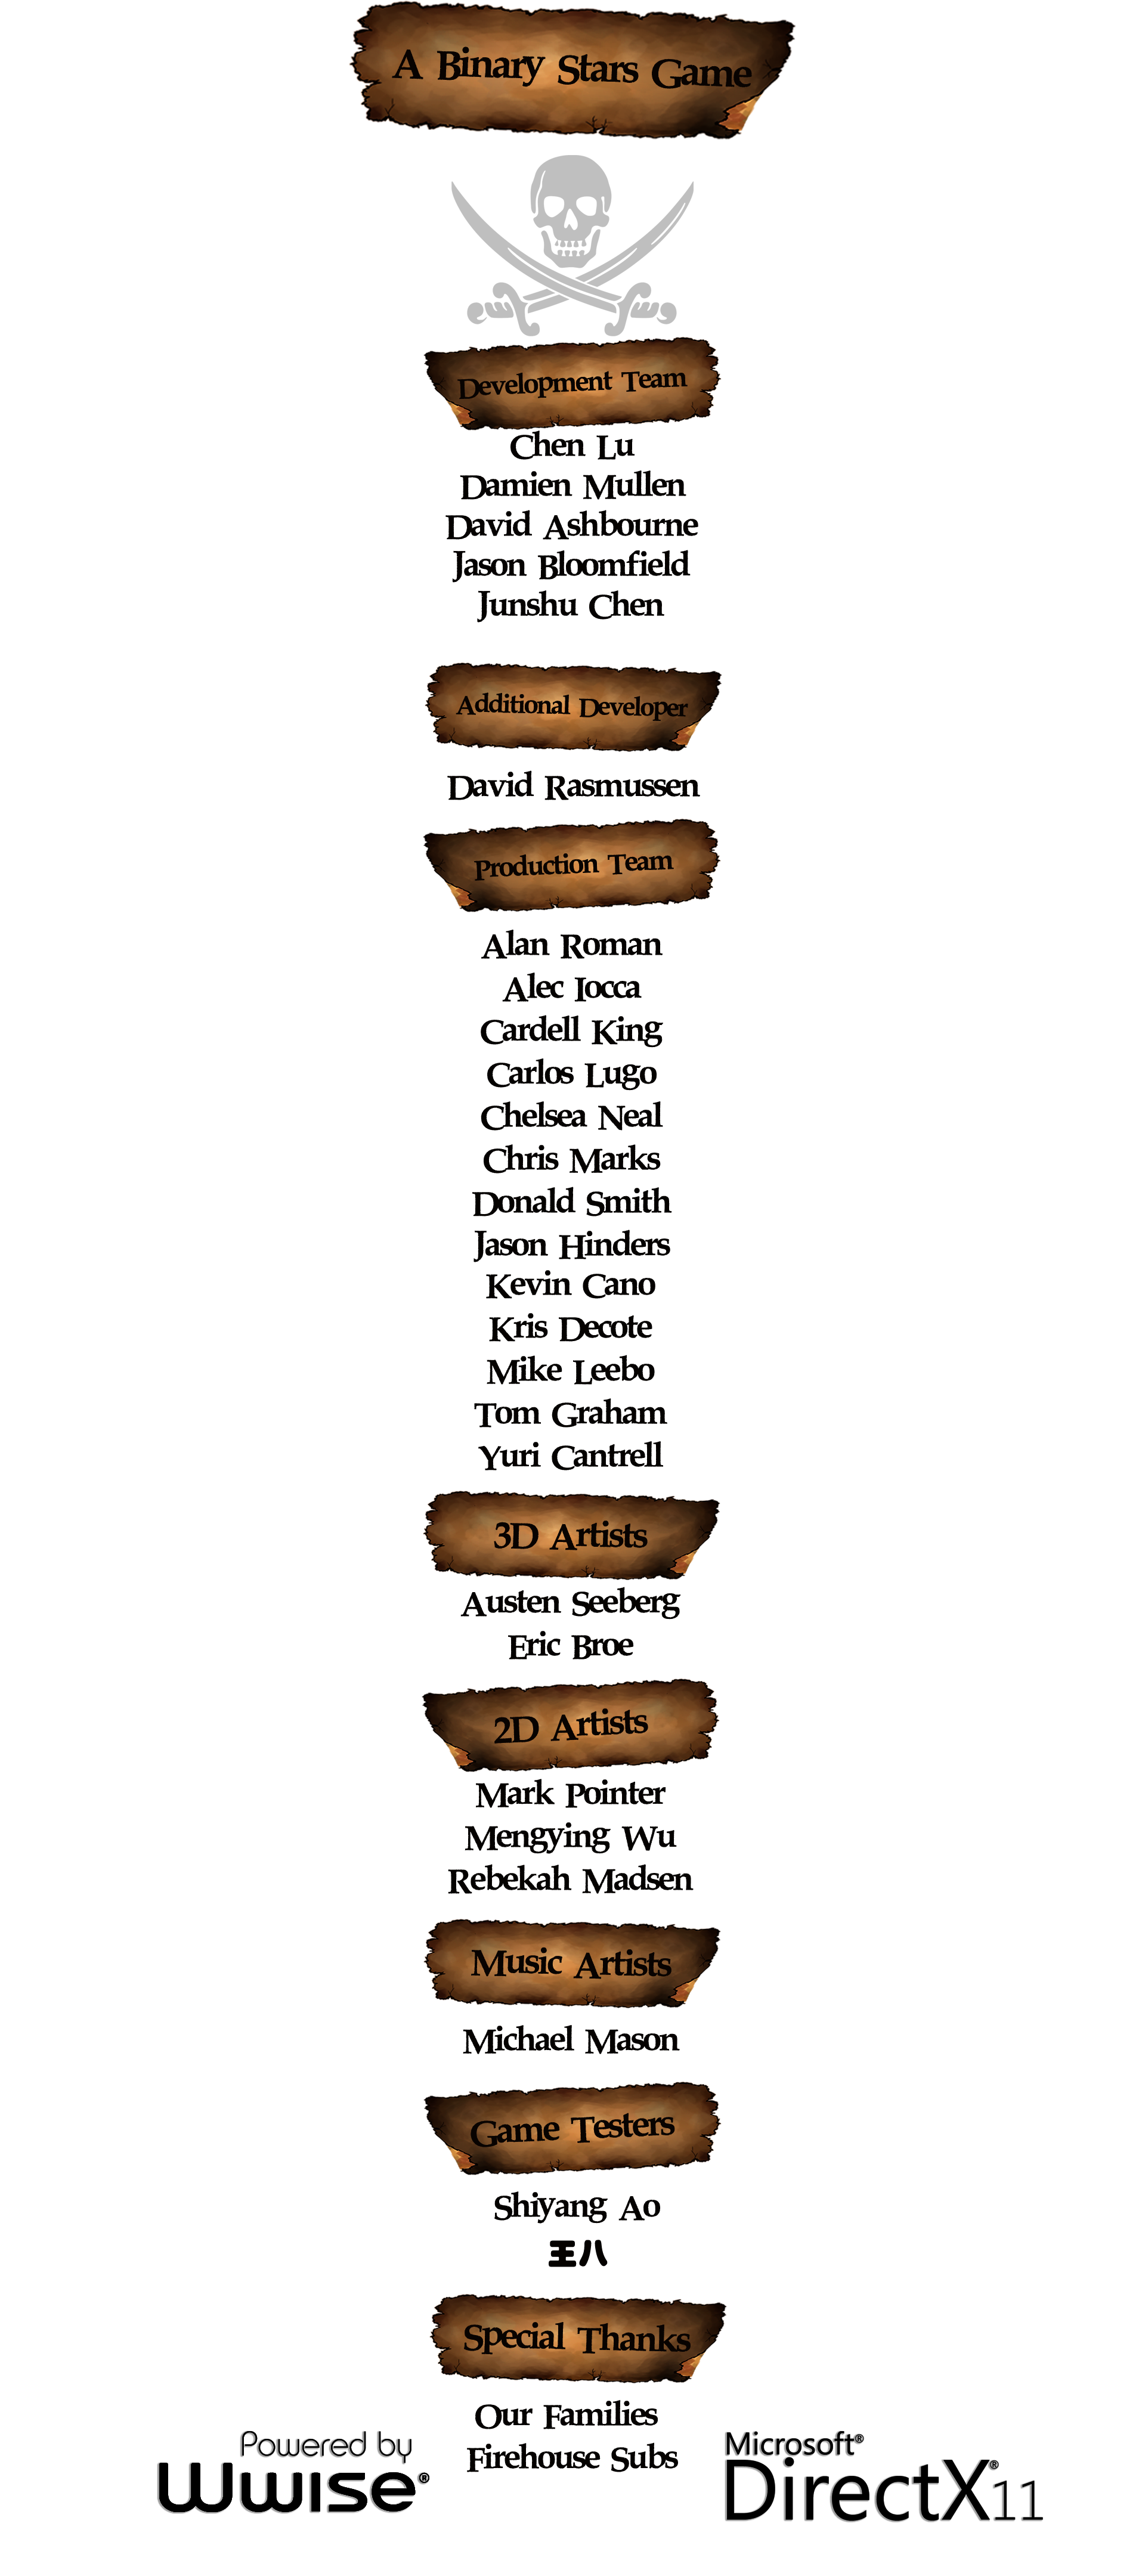 A Binary Stars Game
Development Team
Chen Lu
Damien Mullen
David Ashbourne
Jason Bloomfield
Junshu Chen
Additional Developer
David Rasmussen
Production Team
Alan Roman
Alec Iocca
Cardell King
Carlos Lugo
Chelsea Neal
Chris Marks
Donald Smith
Jason Hinders
Kevin Cano
Kris Decote
Mike Leebo
Tom Graham
Yuri Cantrell
3D Artists
Austen Seeberg
Eric Broe
2D Artists
Mark Pointer
Mengying Wu
Rebekah Madsen
Music Artists
Michael Mason
Game Testers
Shiyang Ao
王八
Special Thanks
Our Families
Firehouse Subs
Powered by
Wwise®
Microsoft®
DirectX®11